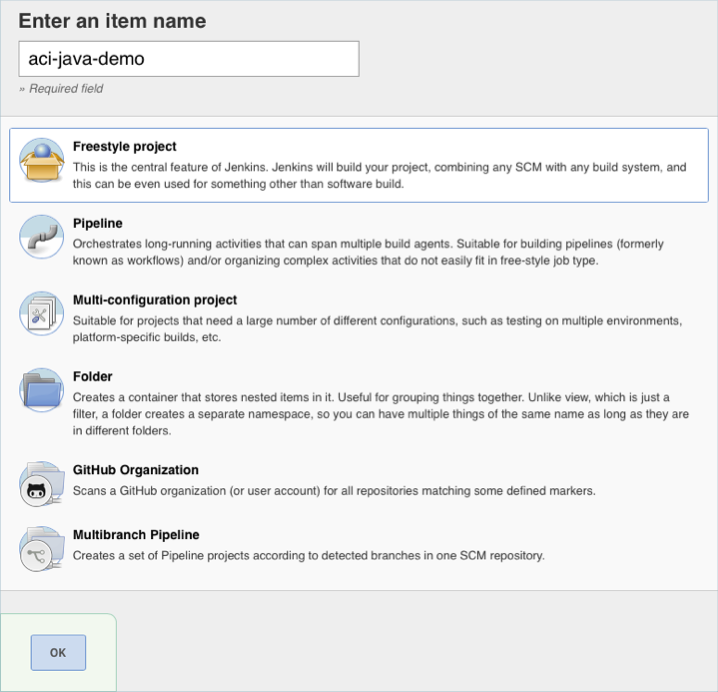 Enter an item name
aci-java-demo
» Required field
Freestyle project
This is the central feature of Jenkins. Jenkins will build your project, combining any SCM with any build system, and
this can be even used for something other than software build.
Pipeline
Orchestrates long-running activities that can span multiple build agents. Suitable for building pipelines (formerly
known as workflows) and/or organizing complex activities that do not easily fit in free-style job type.
Multi-configuration project
Suitable for projects that need a large number of different configurations, such as testing on multiple environments,
platform-specific builds, etc.
Folder
Creates a container that stores nested items in it. Useful for grouping things together. Unlike view, which is just a
filter, a folder creates a separate namespace, so you can have multiple things of the same name as long as they are
in different folders.
GitHub Organization
Scans a GitHub organization (or user account) for all repositories matching some defined markers.
Multibranch Pipeline
Creates a set of Pipeline projects according to detected branches in one SCM repository.
OK